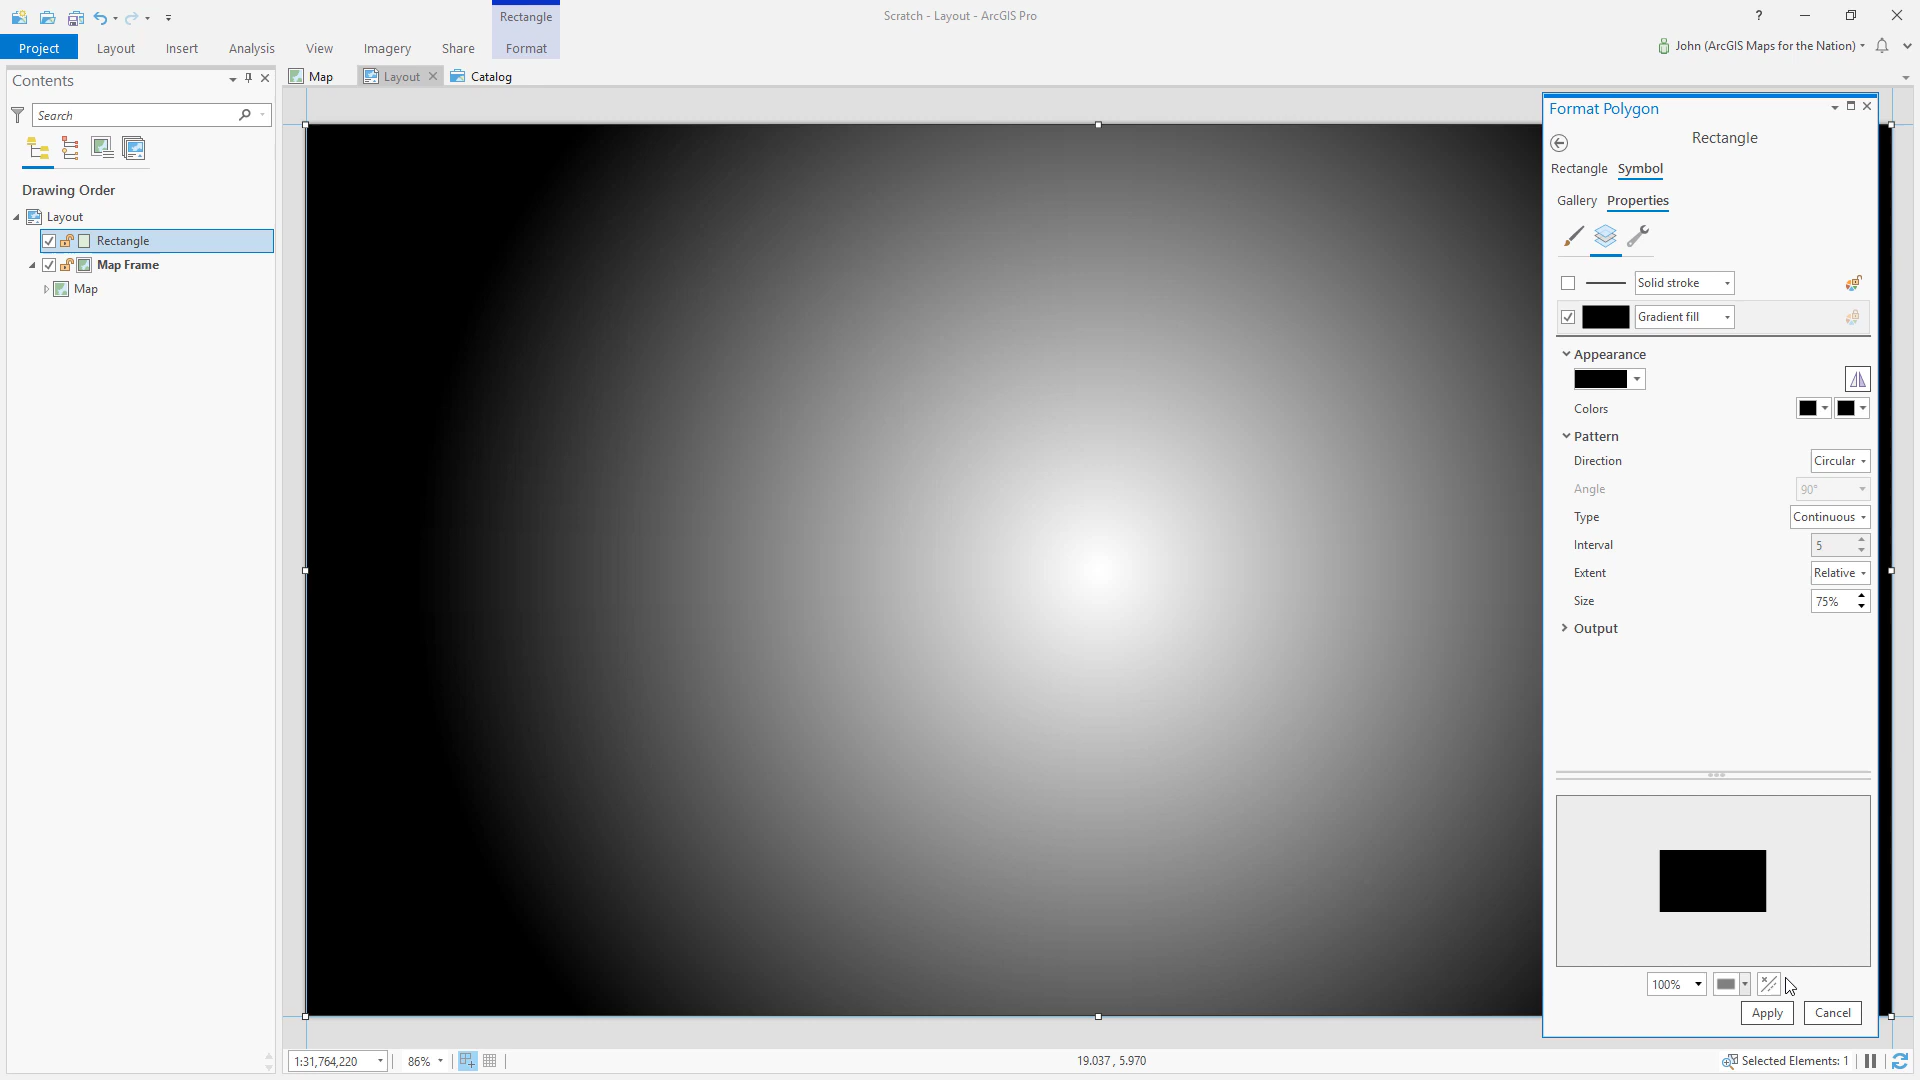 Rectangle
Scratch - Layout - ArcGIS Pro
?
Project
Layout
Insert
Analysis
View
Imagery
Share
Format
John (ArcGIS Maps for the Nation)
Contents
Map
Layout
Catalog
Search
Drawing Order
Layout
Rectangle
Map Frame
Map
Format Polygon
Rectangle
Rectangle
Symbol
Gallery
Properties
Solid stroke
Gradient fill
Appearance
Colors
Pattern
Direction
Circular
Angle
90°
Type
Continuous
Interval
5
Extent
Relative
Size
75%
Output
100%
Apply
Cancel
1:31,764,220
86%
19.037 , 5.970
Selected Elements: 1